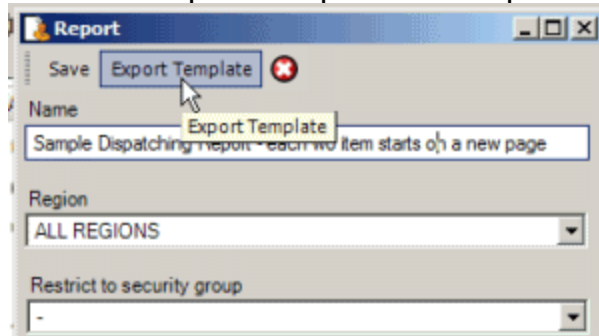 Report
Save Export Template
Name
Export Template
Sample Dispatching Report - each wo item starts on a new page
Region
ALL REGIONS
Restrict to security group
-